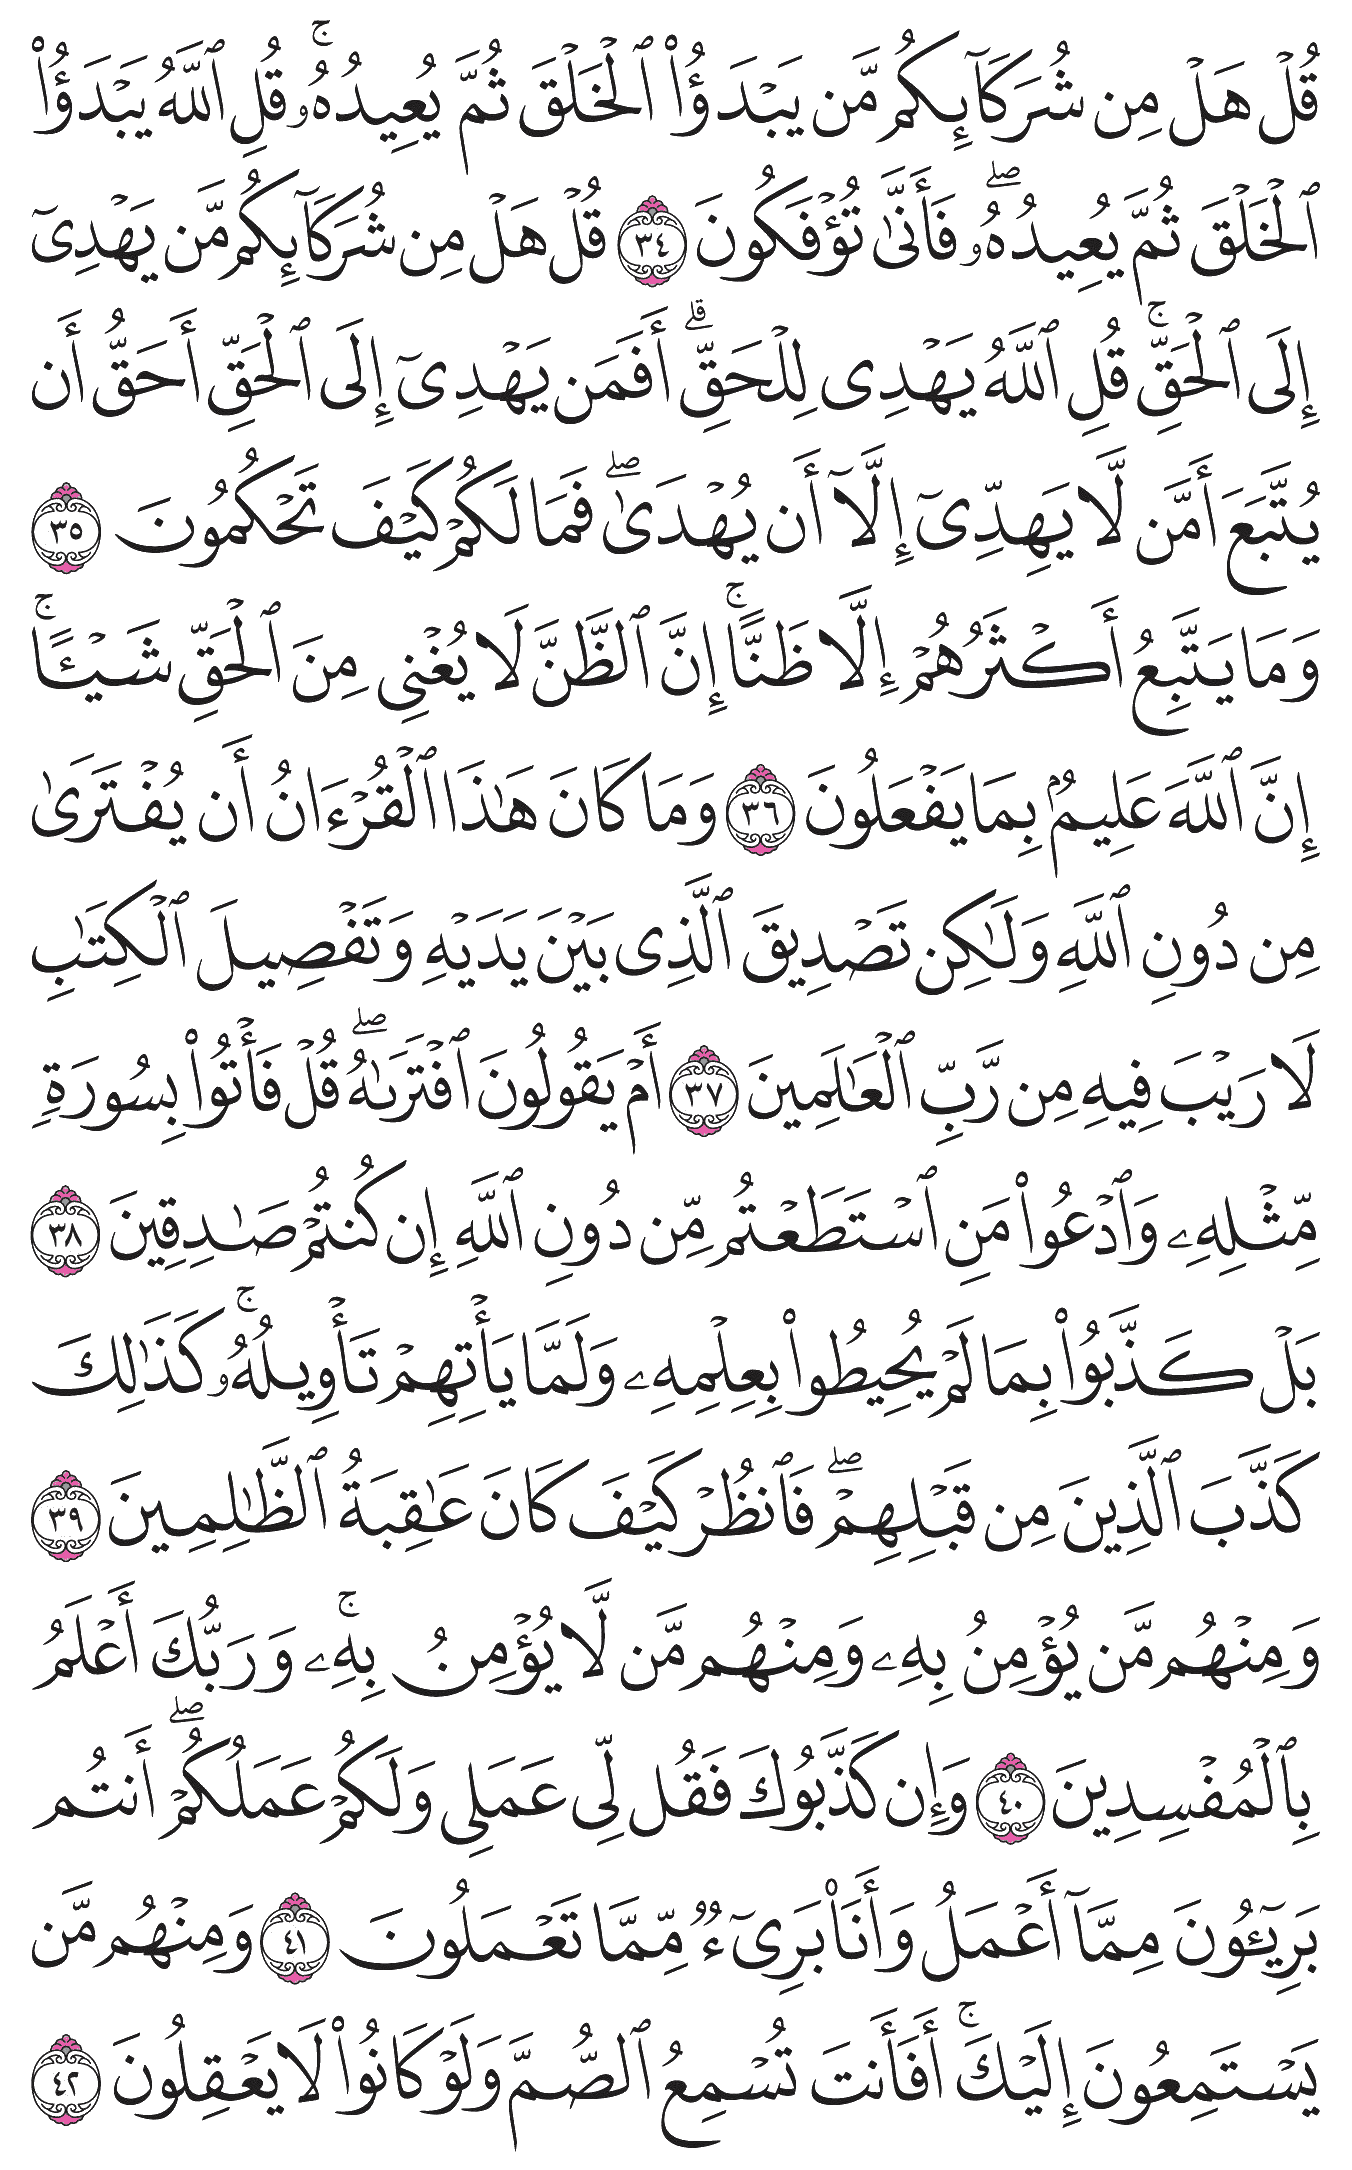 قُلْ هَلْ مِن شُرَكَآئِكُم مَّن يَبْدَؤُا۟ ٱلْخَلْقَ ثُمَّ يُعِيدُهُۥ ۚ قُلِ ٱللَّهُ يَبْدَؤُا۟
ٱلْخَلْقَ ثُمَّ يُعِيدُهُۥ ۖ فَأَنَّىٰ تُؤْفَكُونَ ٣٤ قُلْ هَلْ مِن شُرَكَآئِكُم مَّن يَهْدِىٓ
إِلَى ٱلْحَقِّ ۚ قُلِ ٱللَّهُ يَهْدِى لِلْحَقِّ ۗ أَفَمَن يَهْدِىٓ إِلَى ٱلْحَقِّ أَحَقُّ أَن
يُتَّبَعَ أَمَّن لَّا يَهِدِّىٓ إِلَّآ أَن يُهْدَىٰ ۖ فَمَا لَكُمْ كَيْفَ تَحْكُمُونَ ٣٥
وَمَا يَتَّبِعُ أَكْثَرُهُمْ إِلَّا ظَنًّا ۚ إِنَّ ٱلظَّنَّ لَا يُغْنِى مِنَ ٱلْحَقِّ شَيْـًٔا ۚ
إِنَّ ٱللَّهَ عَلِيمٌۢ بِمَا يَفْعَلُونَ ٣٦ وَمَا كَانَ هَـٰذَا ٱلْقُرْءَانُ أَن يُفْتَرَىٰ
مِن دُونِ ٱللَّهِ وَلَـٰكِن تَصْدِيقَ ٱلَّذِى بَيْنَ يَدَيْهِ وَتَفْصِيلَ ٱلْكِتَـٰبِ
لَا رَيْبَ فِيهِ مِن رَّبِّ ٱلْعَـٰلَمِينَ ٣٧ أَمْ يَقُولُونَ ٱفْتَرَىٰهُ ۖ قُلْ فَأْتُوا۟ بِسُورَةٍ
مِّثْلِهِۦ وَٱدْعُوا۟ مَنِ ٱسْتَطَعْتُم مِّن دُونِ ٱللَّهِ إِن كُنتُمْ صَـٰدِقِينَ ٣٨
بَلْ كَذَّبُوا۟ بِمَا لَمْ يُحِيطُوا۟ بِعِلْمِهِۦ وَلَمَّا يَأْتِهِمْ تَأْوِيلُهُۥ ۚ كَذَٰلِكَ
كَذَّبَ ٱلَّذِينَ مِن قَبْلِهِمْ ۖ فَٱنظُرْ كَيْفَ كَانَ عَـٰقِبَةُ ٱلظَّـٰلِمِينَ ٣٩
وَمِنْهُم مَّن يُؤْمِنُ بِهِۦ وَمِنْهُم مَّن لَّا يُؤْمِنُ بِهِۦ ۚ وَرَبُّكَ أَعْلَمُ
بِٱلْمُفْسِدِينَ ٤٠ وَإِن كَذَّبُوكَ فَقُل لِّى عَمَلِى وَلَكُمْ عَمَلُكُمْ ۖ أَنتُم
بَرِيٓـُٔونَ مِمَّآ أَعْمَلُ وَأَنَا۠ بَرِىٓءٌ مِّمَّا تَعْمَلُونَ ٤١ وَمِنْهُم مَّن
يَسْتَمِعُونَ إِلَيْكَ ۚ أَفَأَنتَ تُسْمِعُ ٱلصُّمَّ وَلَوْ كَانُوا۟ لَا يَعْقِلُونَ ٤٢